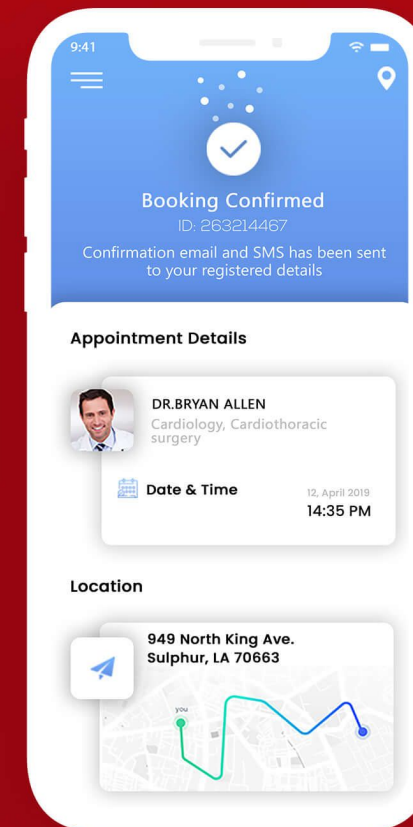 9:41
Booking Confirmed
ID: 263214467
Confirmation email and SMS has been sent
to your registered details
Appointment Details
DR.BRYAN ALLEN
Cardiology, Cardiothoracic
surgery
Date & Time
12, April 2019
14:35 PM
Location
949 North King Ave.
Sulphur, LA 70663
you